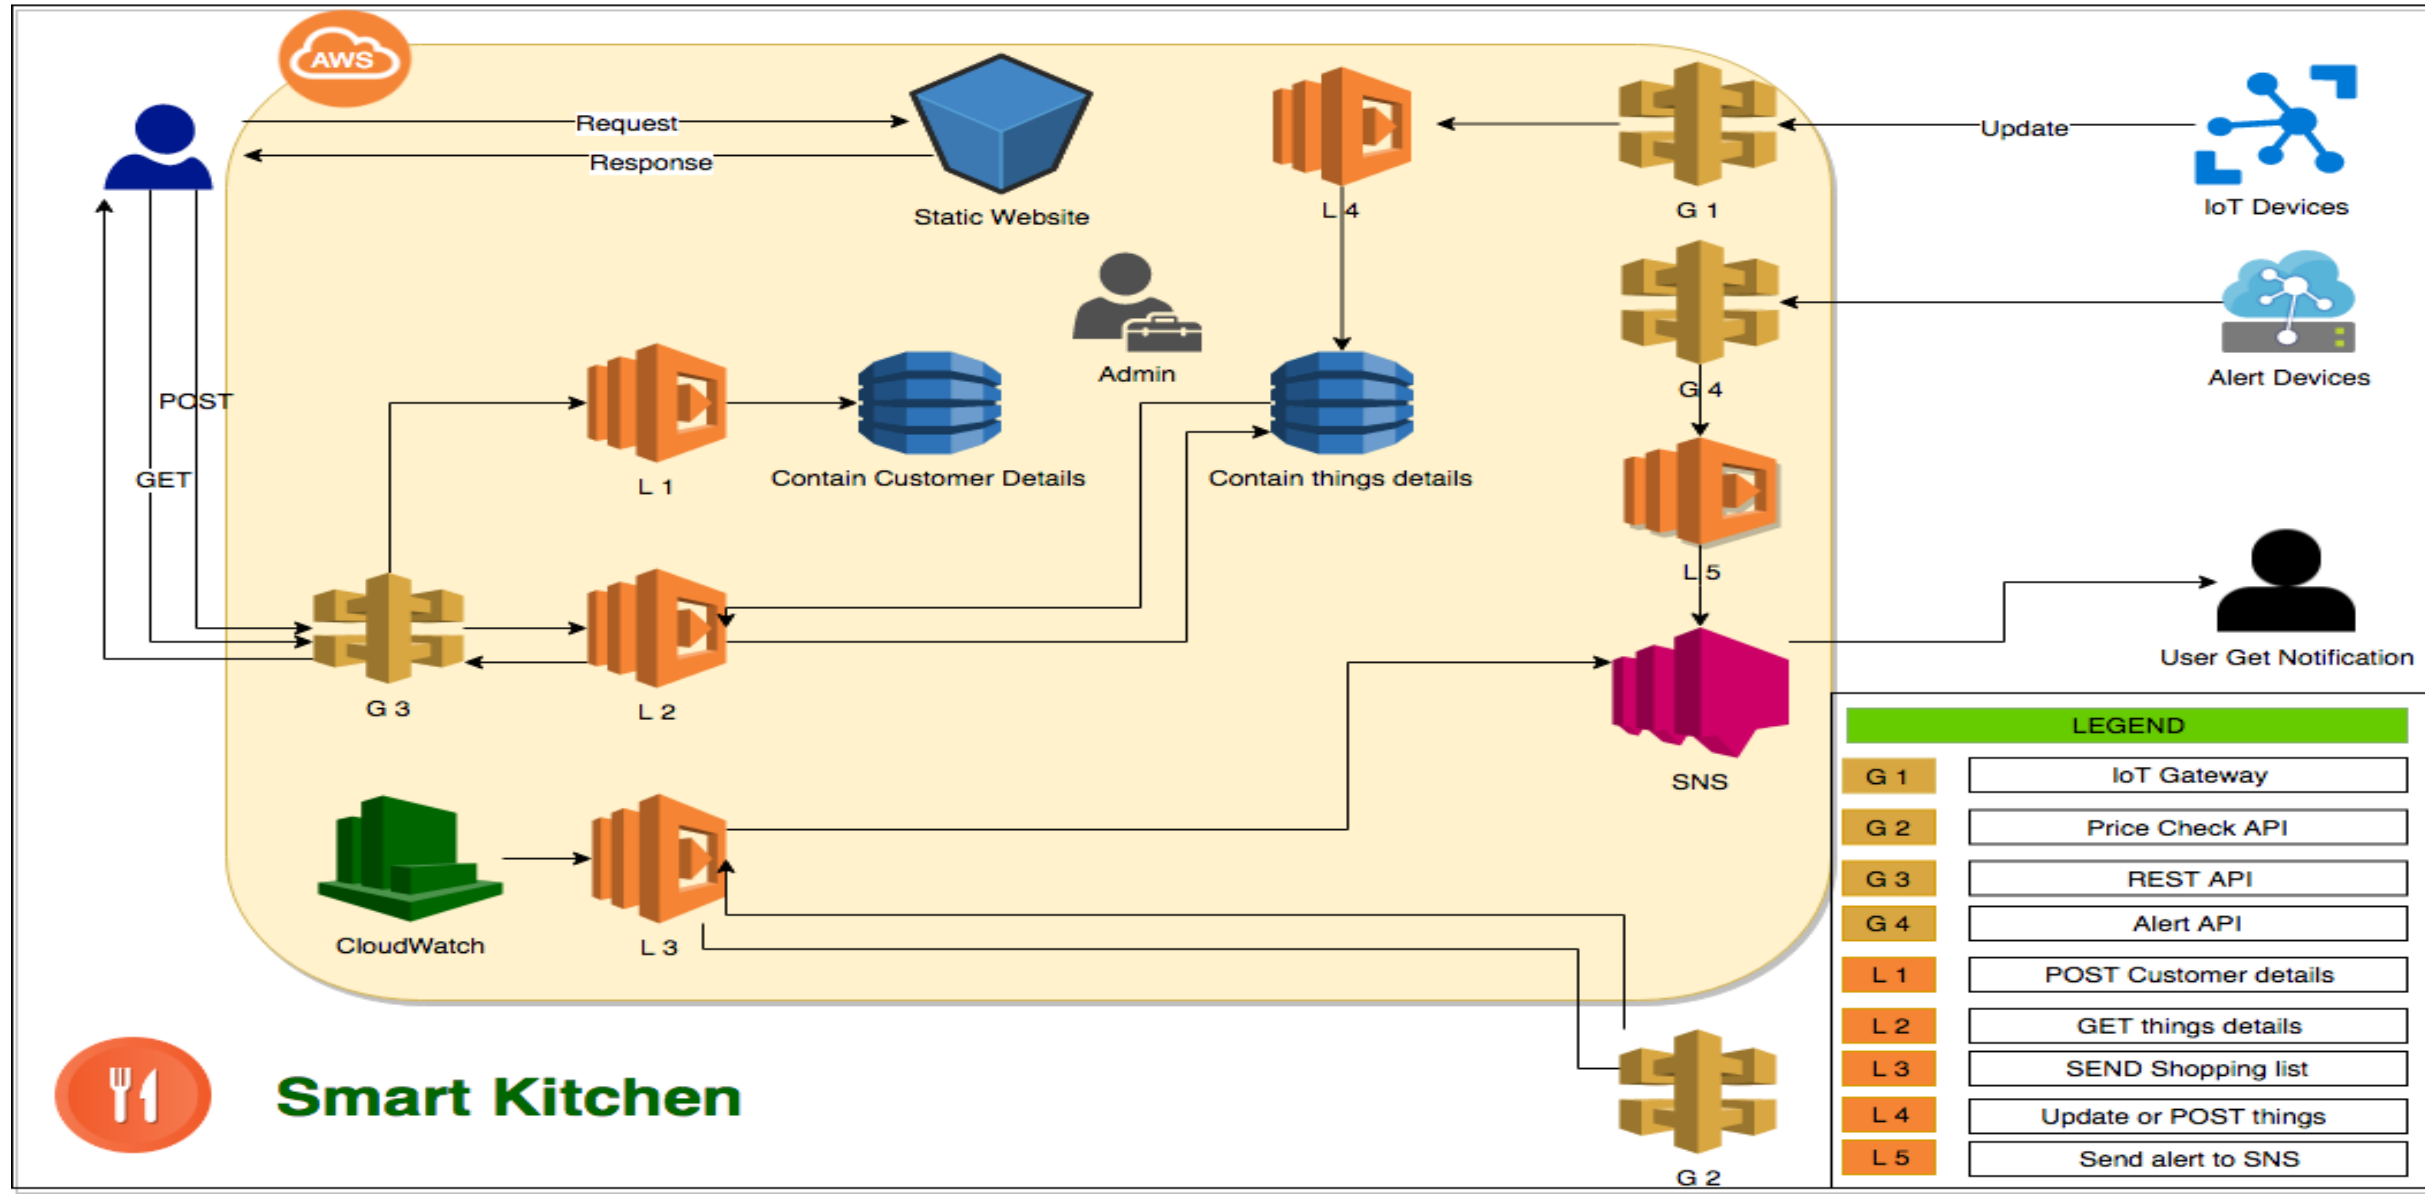 AWS
Request
Response
Static Website
L 4
G 1
Update
IoT Devices
Admin
G 4
Alert Devices
POST
GET
L 1
Contain Customer Details
Contain things details
L 5
User Get Notification
G 3
L 2
SNS
CloudWatch
L 3
G 2
Smart Kitchen
LEGEND
G 1 IoT Gateway
G 2 Price Check API
G 3 REST API
G 4 Alert API
L 1 POST Customer details
L 2 GET things details
L 3 SEND Shopping list
L 4 Update or POST things
L 5 Send alert to SNS